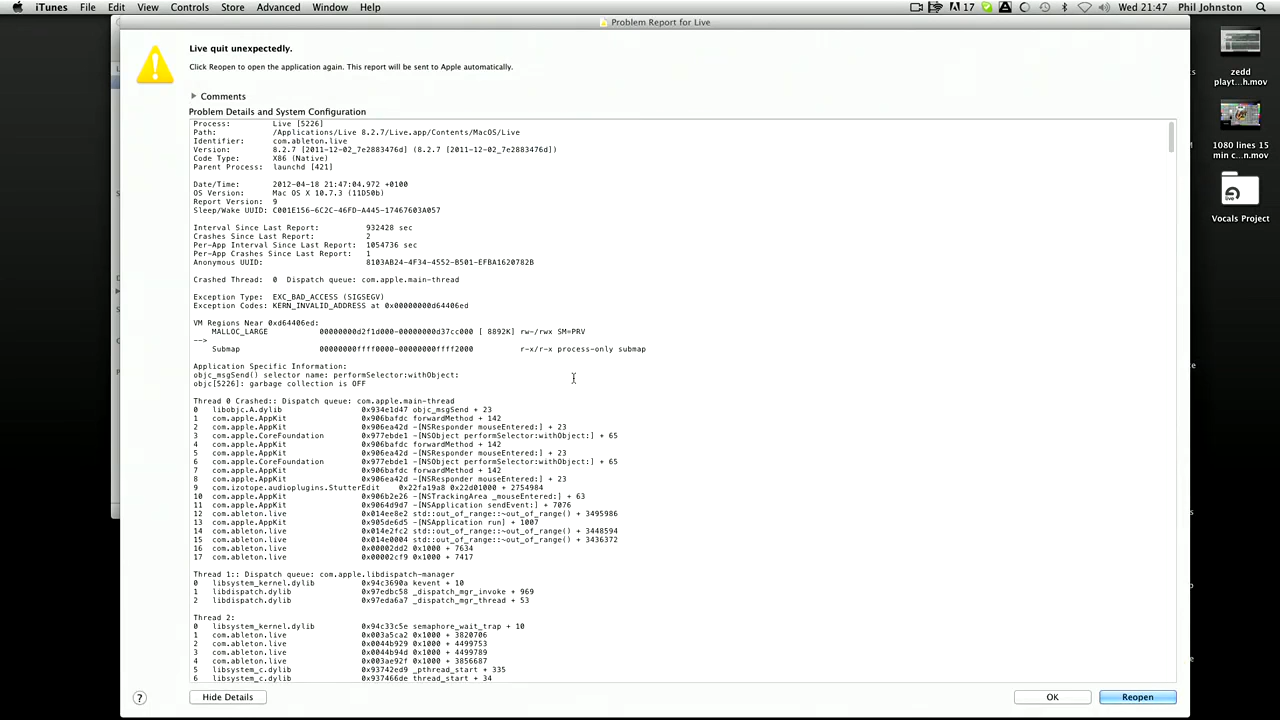 iTunes File Edit View Controls Store Advanced Window Help 17 Wed 21:47 Phil Johnston
Problem Report for Live
Live quit unexpectedly.
Click Reopen to open the application again. This report will be sent to Apple automatically.
Comments
Problem Details and System Configuration
Process: Live [5226]
Path: /Applications/Live 8.2.7/Live.app/Contents/MacOS/Live
Identifier: com.ableton.live
Version: 8.2.7 [2011-12-02_7e2883476d] (8.2.7 [2011-12-02_7e2883476d])
Code Type: X86 (Native)
Parent Process: launchd [421]
Date/Time: 2012-04-18 21:47:04.972 +0100
OS Version: Mac OS X 10.7.3 (11D50b)
Report Version: 9
Sleep/Wake UUID: C001E156-6C2C-46FD-A445-17467603A057
Interval Since Last Report: 932428 sec
Crashes Since Last Report: 2
Per-App Interval Since Last Report: 1054736 sec
Per-App Crashes Since Last Report: 1
Anonymous UUID: 8103AB24-4F34-4552-B501-EFBA1620782B
Crashed Thread: 0 Dispatch queue: com.apple.main-thread
Exception Type: EXC_BAD_ACCESS (SIGSEGV)
Exception Codes: KERN_INVALID_ADDRESS at 0x00000000d64406ed
VM Regions Near 0xd64406ed:
MALLOC_LARGE 00000000d2f1d000-00000000d37cc000 [ 8892K] rw-/rwx SM=PRV
-->
Submap 00000000ffff0000-00000000ffff2000 r-x/r-x process-only submap
Application Specific Information:
objc_msgSend() selector name: performSelector:withObject:
objc[5226]: garbage collection is OFF
Thread 0 Crashed:: Dispatch queue: com.apple.main-thread
0 libobjc.A.dylib 0x934e1d47 objc_msgSend + 23
1 com.apple.AppKit 0x906bafdc forwardMethod + 142
2 com.apple.AppKit 0x906ea42d -[NSResponder mouseEntered:] + 23
3 com.apple.CoreFoundation 0x977ebde1 -[NSObject performSelector:withObject:] + 65
4 com.apple.AppKit 0x906bafdc forwardMethod + 142
5 com.apple.AppKit 0x906ea42d -[NSResponder mouseEntered:] + 23
6 com.apple.CoreFoundation 0x977ebde1 -[NSObject performSelector:withObject:] + 65
7 com.apple.AppKit 0x906bafdc forwardMethod + 142
8 com.apple.AppKit 0x906ea42d -[NSResponder mouseEntered:] + 23
9 com.izotope.audioplugins.StutterEdit 0x22fa19a8 0x22d01000 + 2754984
10 com.apple.AppKit 0x906b2e26 -[NSTrackingArea _mouseEntered:] + 63
11 com.apple.AppKit 0x9064d9d7 -[NSApplication sendEvent:] + 7076
12 com.ableton.live 0x014ee8e2 std::out_of_range::~out_of_range() + 3495986
13 com.apple.AppKit 0x905de6d5 -[NSApplication run] + 1007
14 com.ableton.live 0x014e2fc2 std::out_of_range::~out_of_range() + 3448594
15 com.ableton.live 0x014e0004 std::out_of_range::~out_of_range() + 3436372
16 com.ableton.live 0x00002dd2 0x1000 + 7634
17 com.ableton.live 0x00002cf9 0x1000 + 7417
Thread 1:: Dispatch queue: com.apple.libdispatch-manager
0 libsystem_kernel.dylib 0x94c3690a kevent + 10
1 libdispatch.dylib 0x97edbc58 _dispatch_mgr_invoke + 969
2 libdispatch.dylib 0x97eda6a7 _dispatch_mgr_thread + 53
Thread 2:
0 libsystem_kernel.dylib 0x94c33c5e semaphore_wait_trap + 10
1 com.ableton.live 0x003a5ca2 0x1000 + 3820706
2 com.ableton.live 0x0044b929 0x1000 + 4499753
3 com.ableton.live 0x0044b94d 0x1000 + 4499789
4 com.ableton.live 0x003ae92f 0x1000 + 3856687
5 libsystem_c.dylib 0x93742ed9 _pthread_start + 335
6 libsystem_c.dylib 0x937466de thread_start + 34
Hide Details
OK
Reopen
zedd
playt...h.mov
1080 lines 15
min c...n.mov
live
Vocals Project